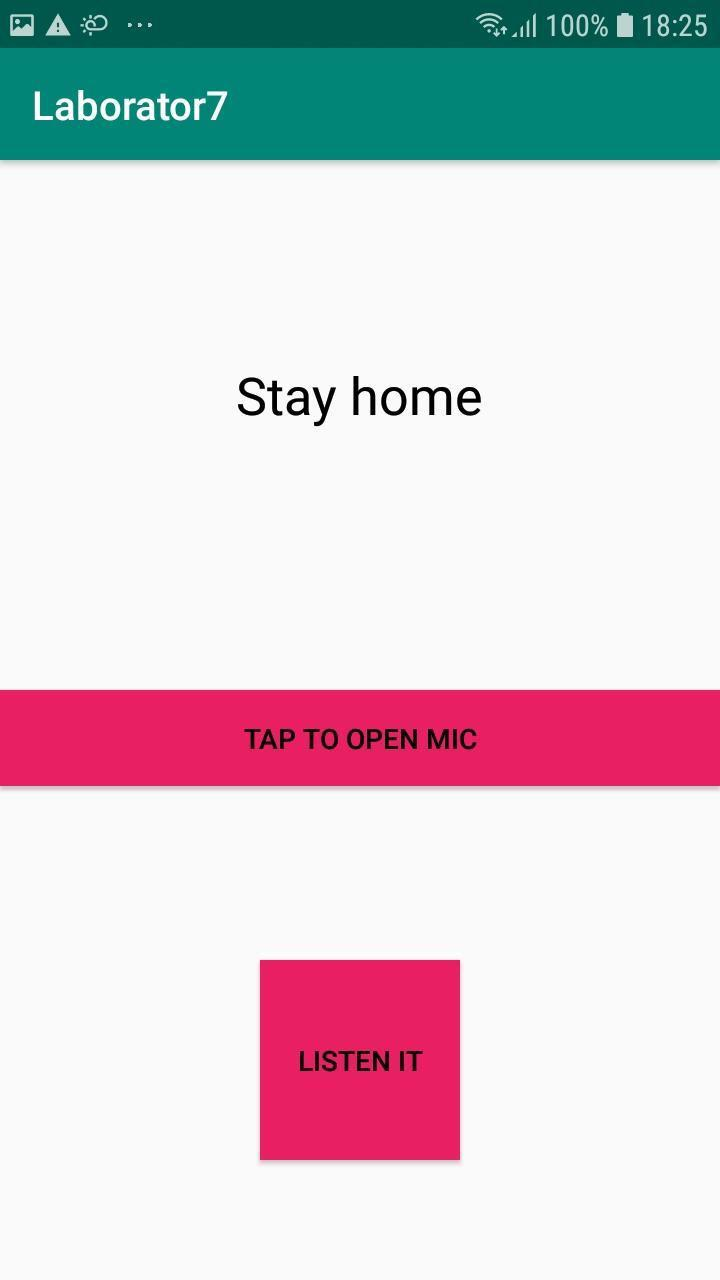 100% 18:25
Laborator7
Stay home
TAP TO OPEN MIC
LISTEN IT